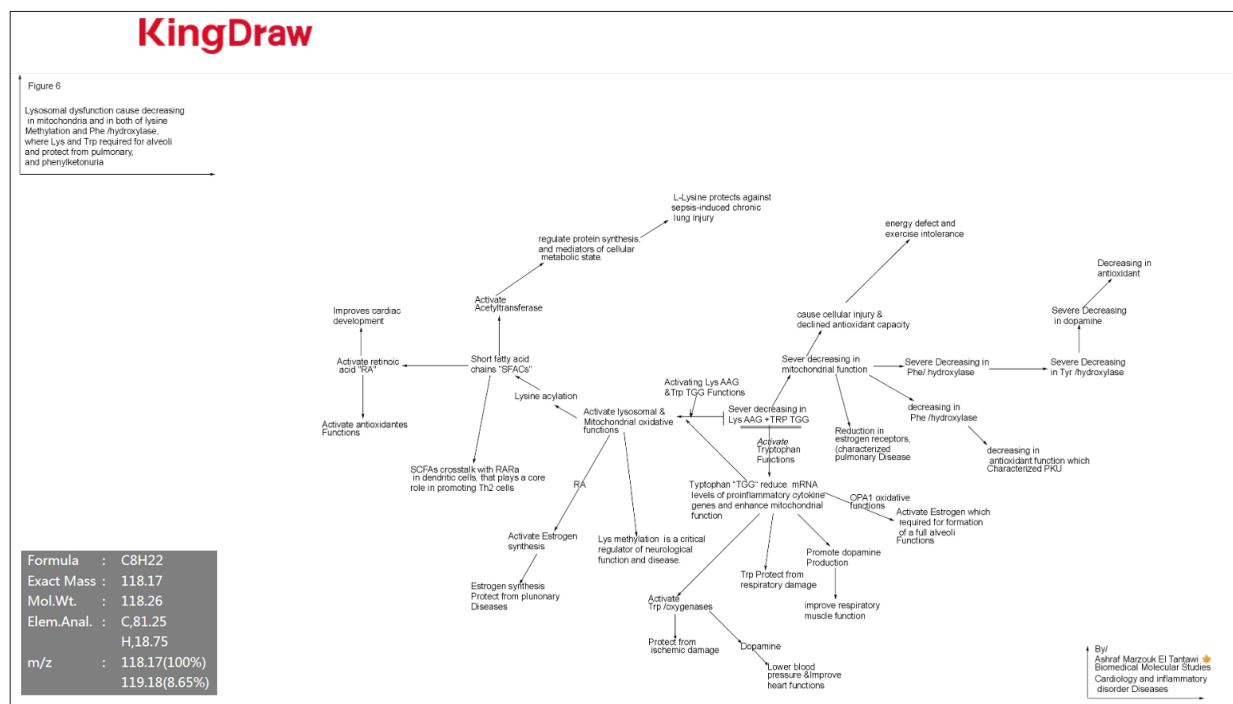 KingDraw
Figure 6
Lysosomal dysfunction cause decreasing
in mitochondria and in both of lysine
Methylation and Phe /hydroxylase,
where Lys and Trp required for alveoli
and protect from pulmonary,
and phenylketonuria
L-Lysine protects against
sepsis-induced chronic
lung injury
regulate protein synthesis,
and mediators of cellular
metabolic state.
energy defect and
exercise intolerance
Decreasing in
antioxidant
Improves cardiac
development
Activate
Acetyltransferase
cause cellular injury &
declined antioxidant capacity
Severe Decreasing
in dopamine
Activate retinoic
acid "RA"
Short fatty acid
chains "SFACs"
Sever decreasing in
mitochondrial function
Severe Decreasing in
Phe/ hydroxylase
Severe Decreasing
in Tyr /hydroxylase
Lysine acylation
Activating Lys AAG
&Trp TGG Functions
Activate lysosomal &
Mitochondrial oxidative
functions
Sever decreasing in
Lys AAG +TRP TGG
decreasing in
Phe /hydroxylase
Activate antioxidantes
Functions
Activate
Tryptophan
Functions
Reduction in
estrogen receptors,
(characterized
pulmonary Disease
decreasing in
antioxidant function which
Characterized PKU
SCFAs crosstalk with RARa
in dendritic cells, that plays a core
role in promoting Th2 cells
RA
Typtophan "TGG" reduce mRNA
levels of proinflammatory cytokine
genes and enhance mitochondrial
function
OPA1 oxidative
functions
Activate Estrogen which
required for formation
of a full alveoli
Functions
Activate Estrogen
synthesis
Lys methylation is a critical
regulator of neurological
function and disease.
Promote dopamine
Production
Trp Protect from
respiratory damage
Estrogen synthesis
Protect from plunonary
Diseases
Activate
Trp /oxygenases
improve respiratory
muscle function
Protect from
ischemic damage
Dopamine
Lower blood
pressure &Improve
heart functions
Formula : C8H22
Exact Mass : 118.17
Mol.Wt. : 118.26
Elem.Anal. : C,81.25
H,18.75
m/z : 118.17(100%)
119.18(8.65%)
By/
Ashraf Marzouk El Tantawi
Biomedical Molecular Studies
Cardiology and inflammatory
disorder Diseases